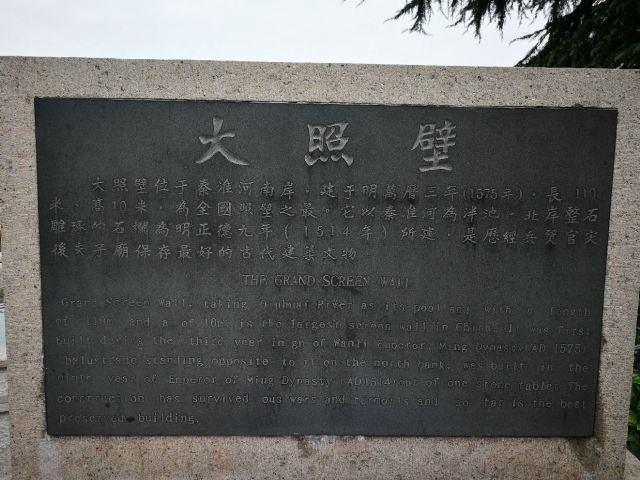 大照壁
大照壁位于秦淮河南岸，建于明萬曆三年(1575年)，長110
米，高10米，為全國照壁之最。它以秦淮河為泮池，北岸整石
雕琢的石欄為明正德九年(1514年)所建，是歷經兵燹官災
後夫子廟保存最好的古代建築文物。
THE GRAND SCREEN WALL
Grand Screen Wall, taking Qinhuai River as its pool and with a length
of 110m and a of 10m, is the largest screen wall in China. It was first
built during the third year in of Wanli Emperor, Ming Dynasty(AD 1575)
balustrade standing opposite to it on the north bank, was built in the
ninth year of Emperor of Ming Dynasty (AD1514)out of one stone tablet. The
construction has survived ous wars and turmoils and so far is the best
preserved building.